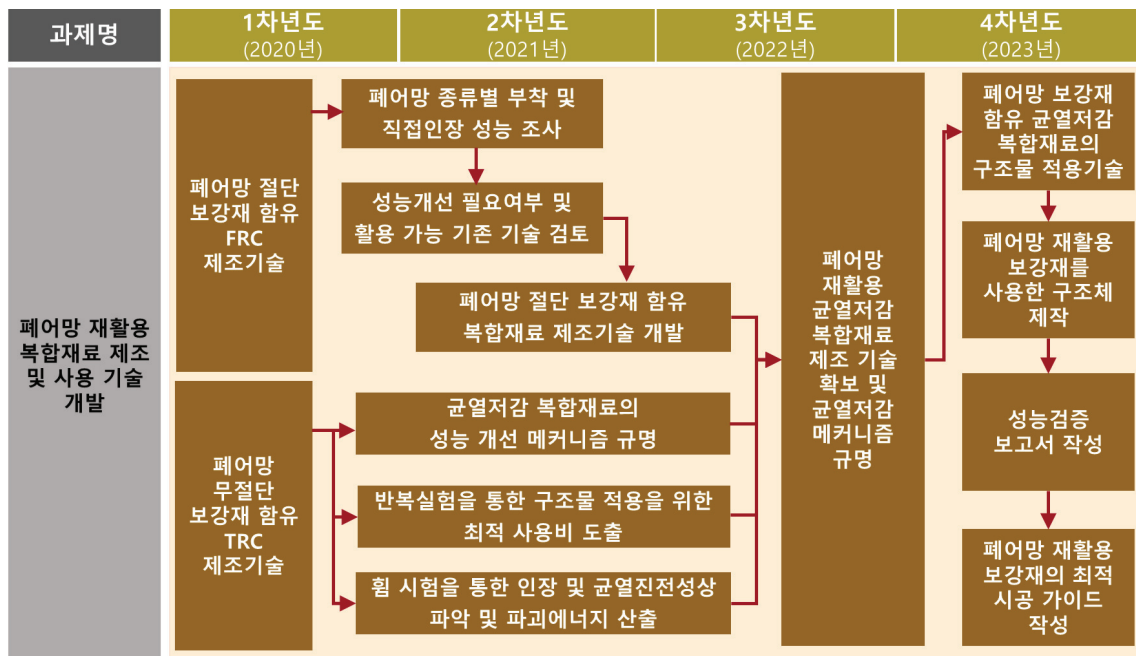 과제명
1차년도
(2020년)
2차년도
(2021년)
3차년도
(2022년)
4차년도
(2023년)
폐어망 재활용
복합재료 제조
및 사용 기술
개발
폐어망 절단
보강재 함유
FRC
제조기술
폐어망 종류별 부착 및
직접인장 성능 조사
성능개선 필요여부 및
활용 가능 기존 기술 검토
폐어망 절단 보강재 함유
복합재료 제조기술 개발
폐어망
무절단
보강재 함유
TRC
제조기술
균열저감 복합재료의
성능 개선 메커니즘 규명
반복실험을 통한 구조물 적용을 위한
최적 사용비 도출
휨 시험을 통한 인장 및 균열진전성상
파악 및 파괴에너지 산출
폐어망
재활용
균열저감
복합재료
제조 기술
확보 및
균열저감
메커니즘
규명
폐어망 보강재
함유 균열저감
복합재료의
구조물 적용기술
폐어망 재활용
보강재를
사용한 구조체
제작
성능검증
보고서 작성
폐어망 재활용
보강재의 최적
시공 가이드
작성